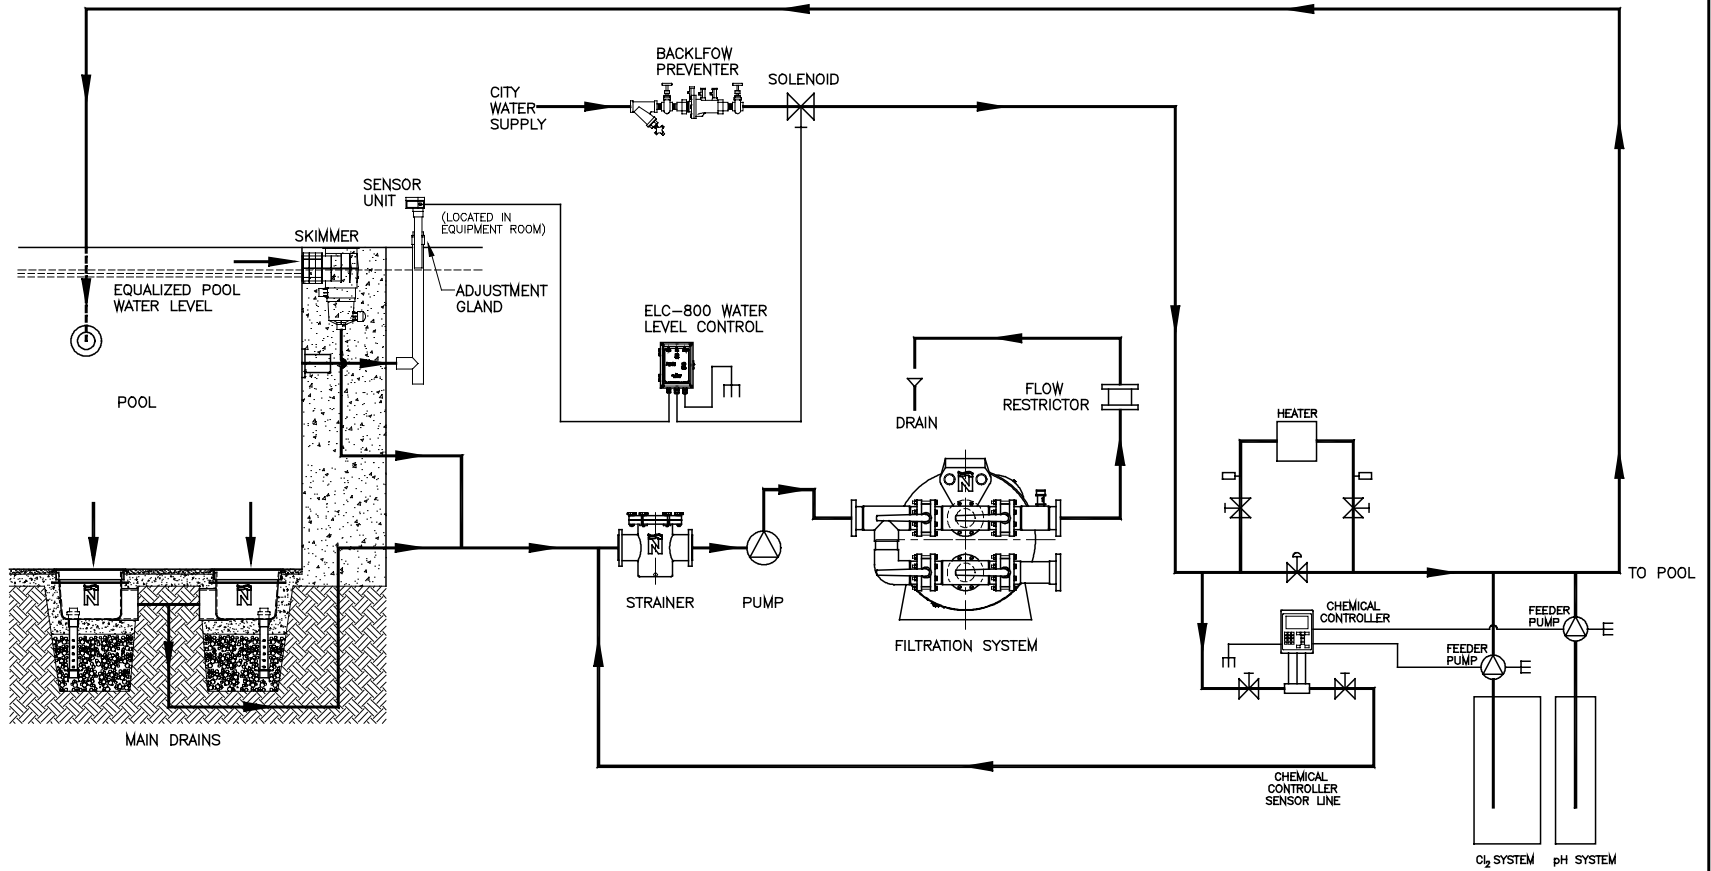 BACKLFOW
PREVENTER
SOLENOID
CITY
WATER
SUPPLY
SENSOR
UNIT
(LOCATED IN
EQUIPMENT ROOM)
SKIMMER
EQUALIZED POOL
WATER LEVEL
ADJUSTMENT
GLAND
ELC-800 WATER
LEVEL CONTROL
POOL
FLOW
RESTRICTOR
DRAIN
HEATER
N
N
STRAINER
PUMP
FILTRATION SYSTEM
TO POOL
N
N
CHEMICAL
CONTROLLER
FEEDER
PUMP
FEEDER
PUMP
MAIN DRAINS
CHEMICAL
CONTROLLER
SENSOR LINE
Cl₂ SYSTEM
pH SYSTEM